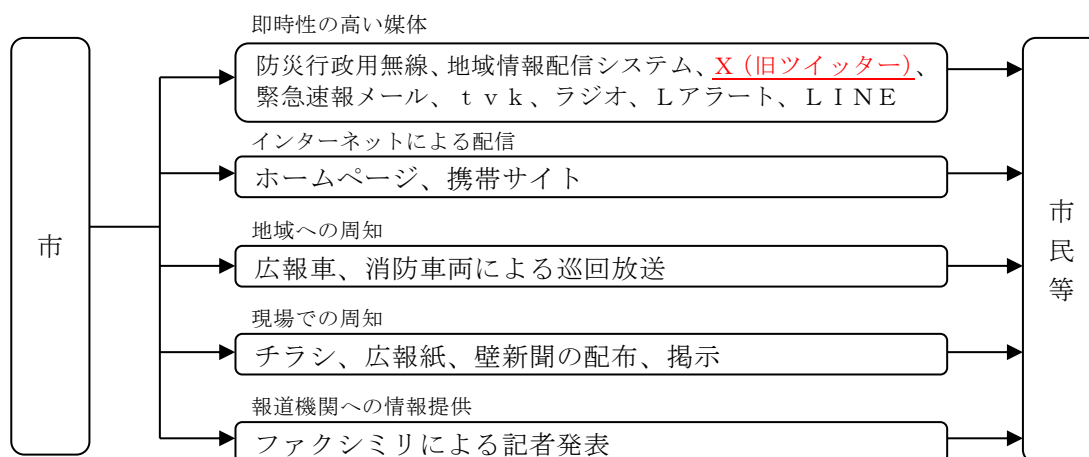 即時性の高い媒体
防災行政用無線、地域情報配信システム、X（旧ツイッター）、
緊急速報メール、ｔｖｋ、ラジオ、Lアラート、ＬＩＮＥ
インターネットによる配信
ホームページ、携帯サイト
市
地域への周知
広報車、消防車両による巡回放送
市民等
現場での周知
チラシ、広報紙、壁新聞の配布、掲示
報道機関への情報提供
ファクシミリによる記者発表